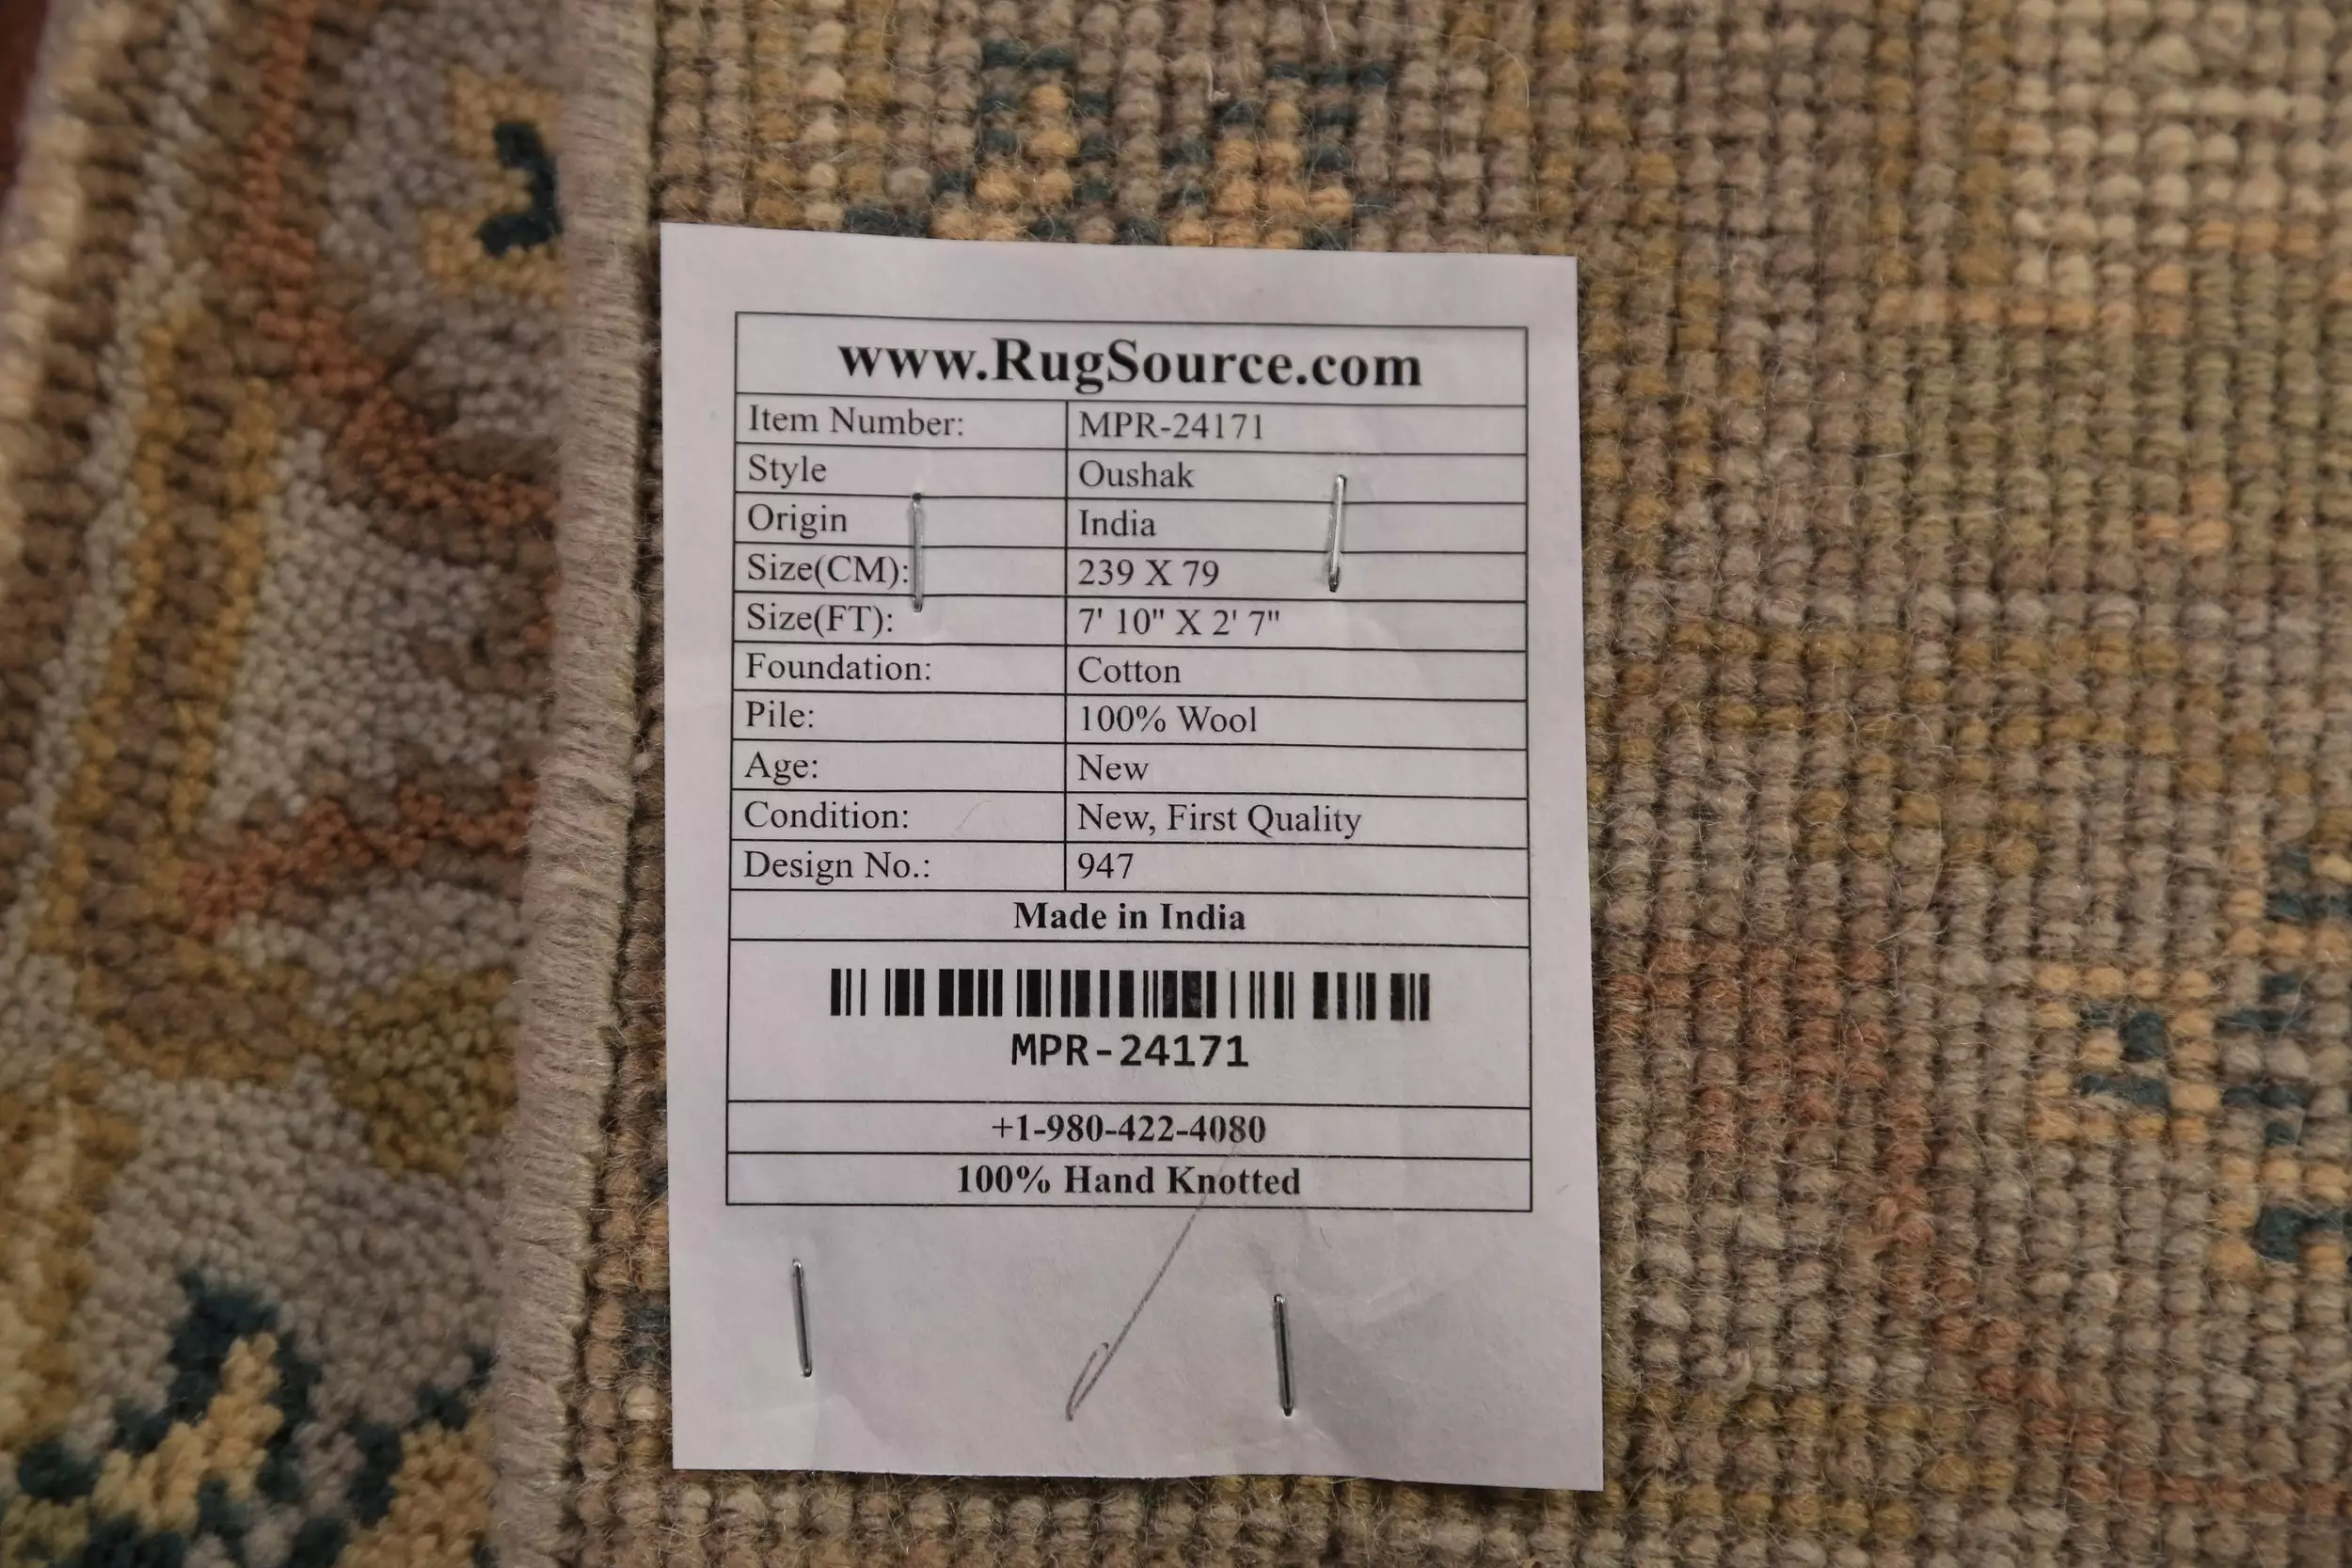 www.RugSource.com
Item Number: MPR-24171
Style Oushak
Origin India
Size(CM): 239 X 79
Size(FT): 7' 10" X 2' 7"
Foundation: Cotton
Pile: 100% Wool
Age: New
Condition: New, First Quality
Design No.: 947
Made in India
MPR-24171
+1-980-422-4080
100% Hand Knotted